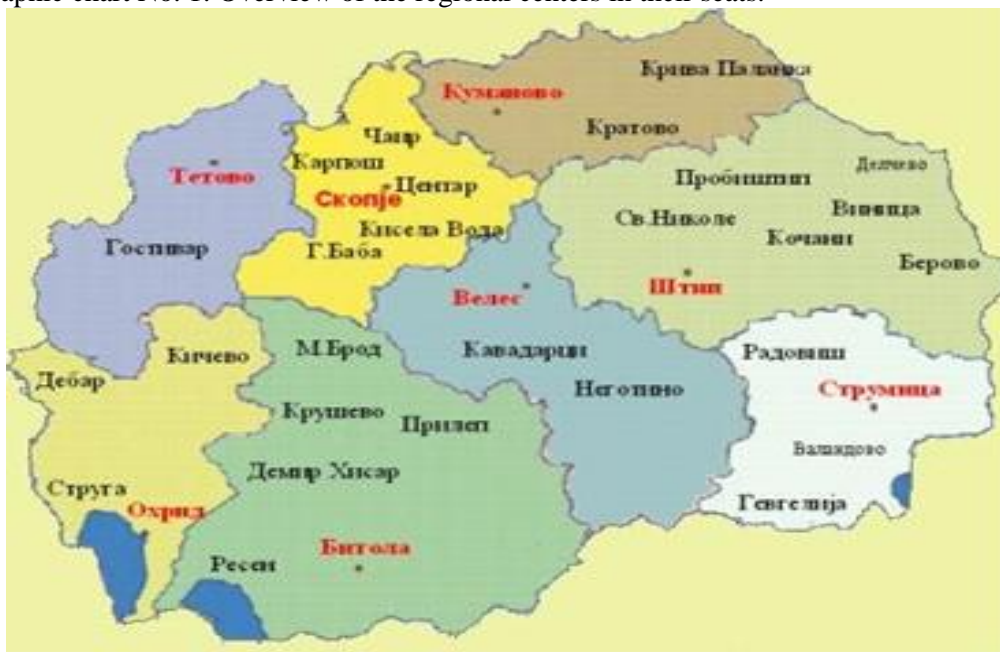 Крива Паланка
Куманово
Кратово
Чаир
Карпош
Тетово
Скопје
Центар
Пробиштип
Делчево
Св.Николе
Виница
Кисела Вода
Кочани
Гостивар
Г.Баба
Берово
Штип
Велес
Кичево
М.Брод
Кавадарци
Радовиш
Дебар
Неготино
Струмица
Крушево
Прилеп
Валандово
Демир Хисар
Струга
Охрид
Гевгелија
Битола
Ресен